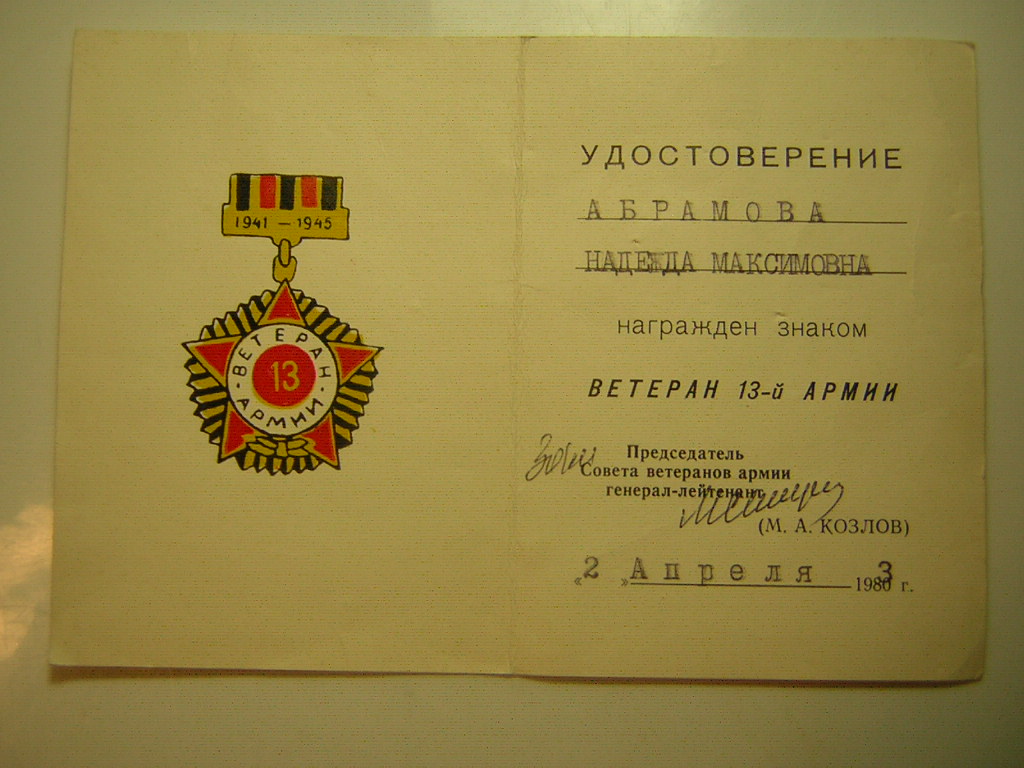 1941 — 1945
ВЕТЕРАН
13
АРМИИ
УДОСТОВЕРЕНИЕ
АБРАМОВА
НАДЕЖДА МАКСИМОВНА
награжден знаком
ВЕТЕРАН 13-й АРМИИ
Председатель
Совета ветеранов армии
генерал-лейтенант
(М. А. КОЗЛОВ)
«2» Апреля 1983 г.